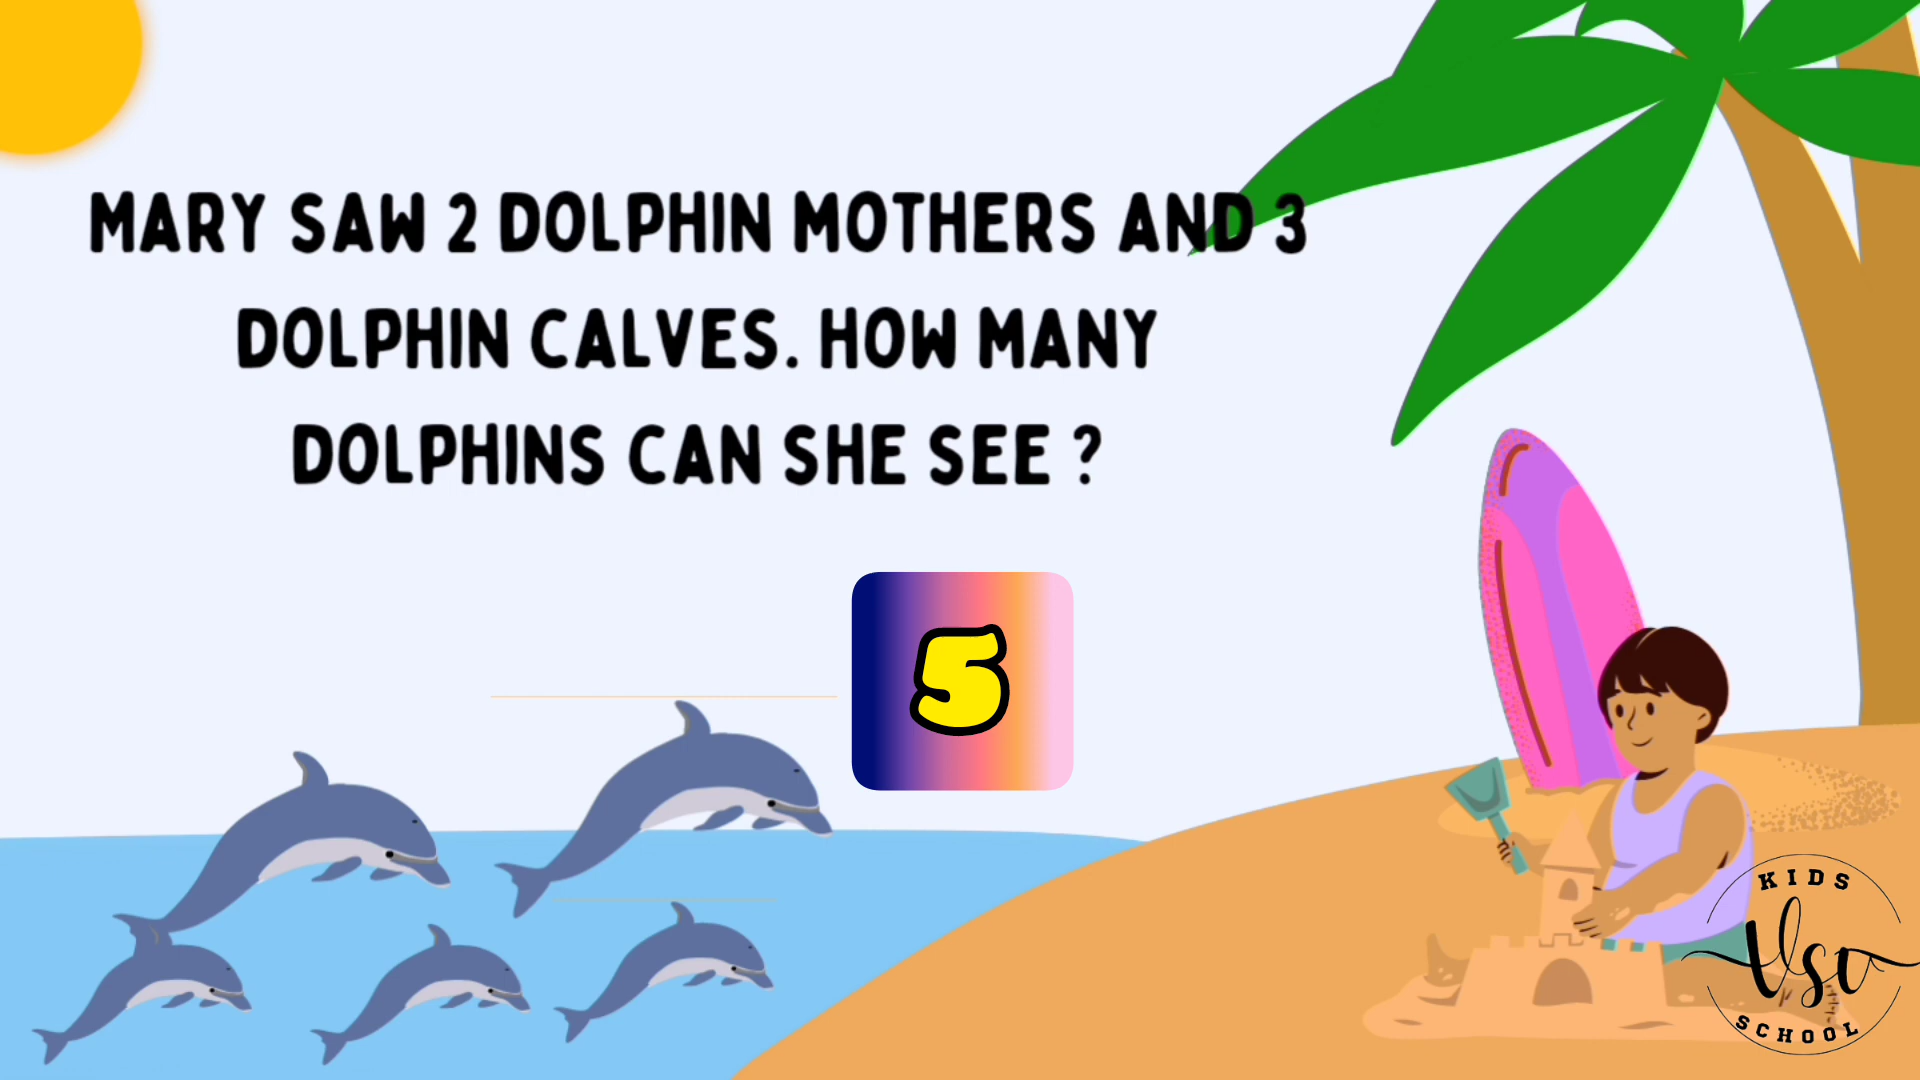 MARY SAW 2 DOLPHIN MOTHERS AND 3
DOLPHIN CALVES. HOW MANY
DOLPHINS CAN SHE SEE ?
5
KIDS
SCHOOL